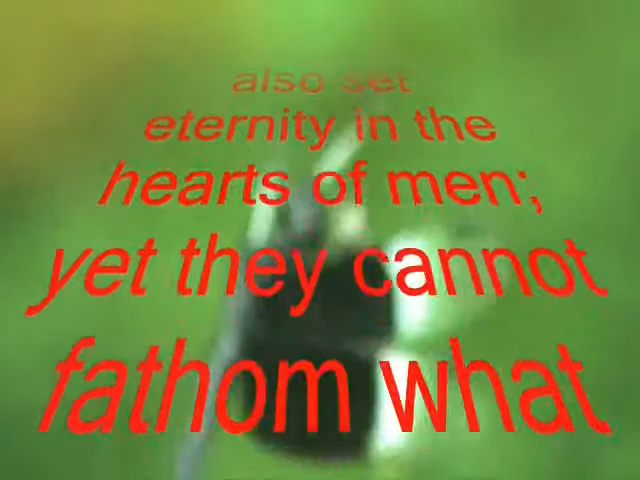 also set
eternity in the
hearts of men;
yet they cannot
fathom what